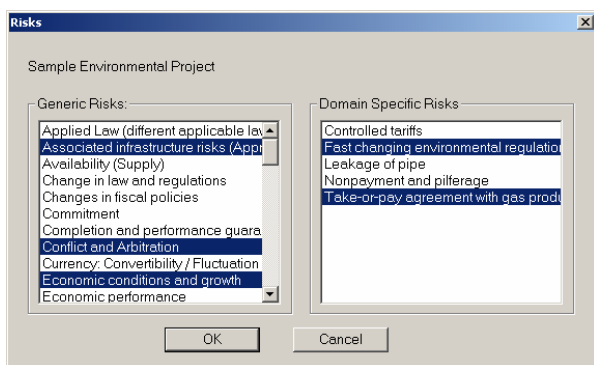 Risks
Sample Environmental Project
Generic Risks:
Applied Law (different applicable lav
Associated infrastructure risks (Appr
Availability (Supply)
Change in law and regulations
Changes in fiscal policies
Commitment
Completion and performance guara
Conflict and Arbitration
Currency: Convertibility / Fluctuation
Economic conditions and growth
Economic performance
Domain Specific Risks
Controlled tariffs
Fast changing environmental regulation
Leakage of pipe
Nonpayment and pilferage
Take-or-pay agreement with gas produ
OK
Cancel